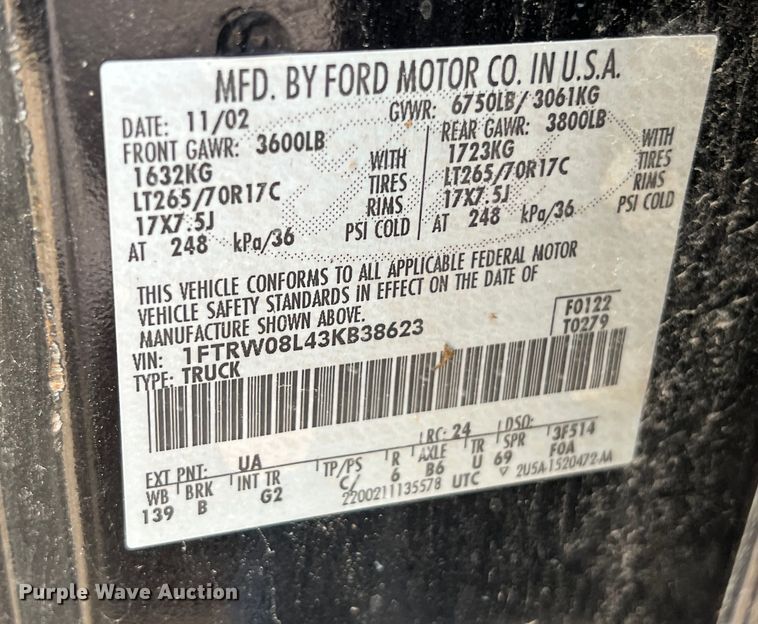 MFD. BY FORD MOTOR CO. IN U.S.A.
DATE: 11/02 GVWR: 6750LB/ 3061KG
FRONT GAWR: 3600LB REAR GAWR: 3800LB
1632KG WITH 1723KG WITH
LT265/70R17C TIRES LT265/70R17C TIRES
17X7.5J RIMS 17X7.5J RIMS
AT 248 kPa/36 PSI COLD AT 248 kPa/36 PSI COLD
THIS VEHICLE CONFORMS TO ALL APPLICABLE FEDERAL MOTOR
VEHICLE SAFETY STANDARDS IN EFFECT ON THE DATE OF
MANUFACTURE SHOWN ABOVE.
VIN: 1FTRW08L43KB38623 F0122
TYPE: TRUCK T0279
EXT PNT: UA RC: 24 DSO: 3F514
WB BRK INT TR TP/PS R AXLE TR SPR F0A
139 B G2 C/ 6 B6 U 69
2200211135578 UTC ▽ 2U5A-1520472-AA
Purple Wave Auction